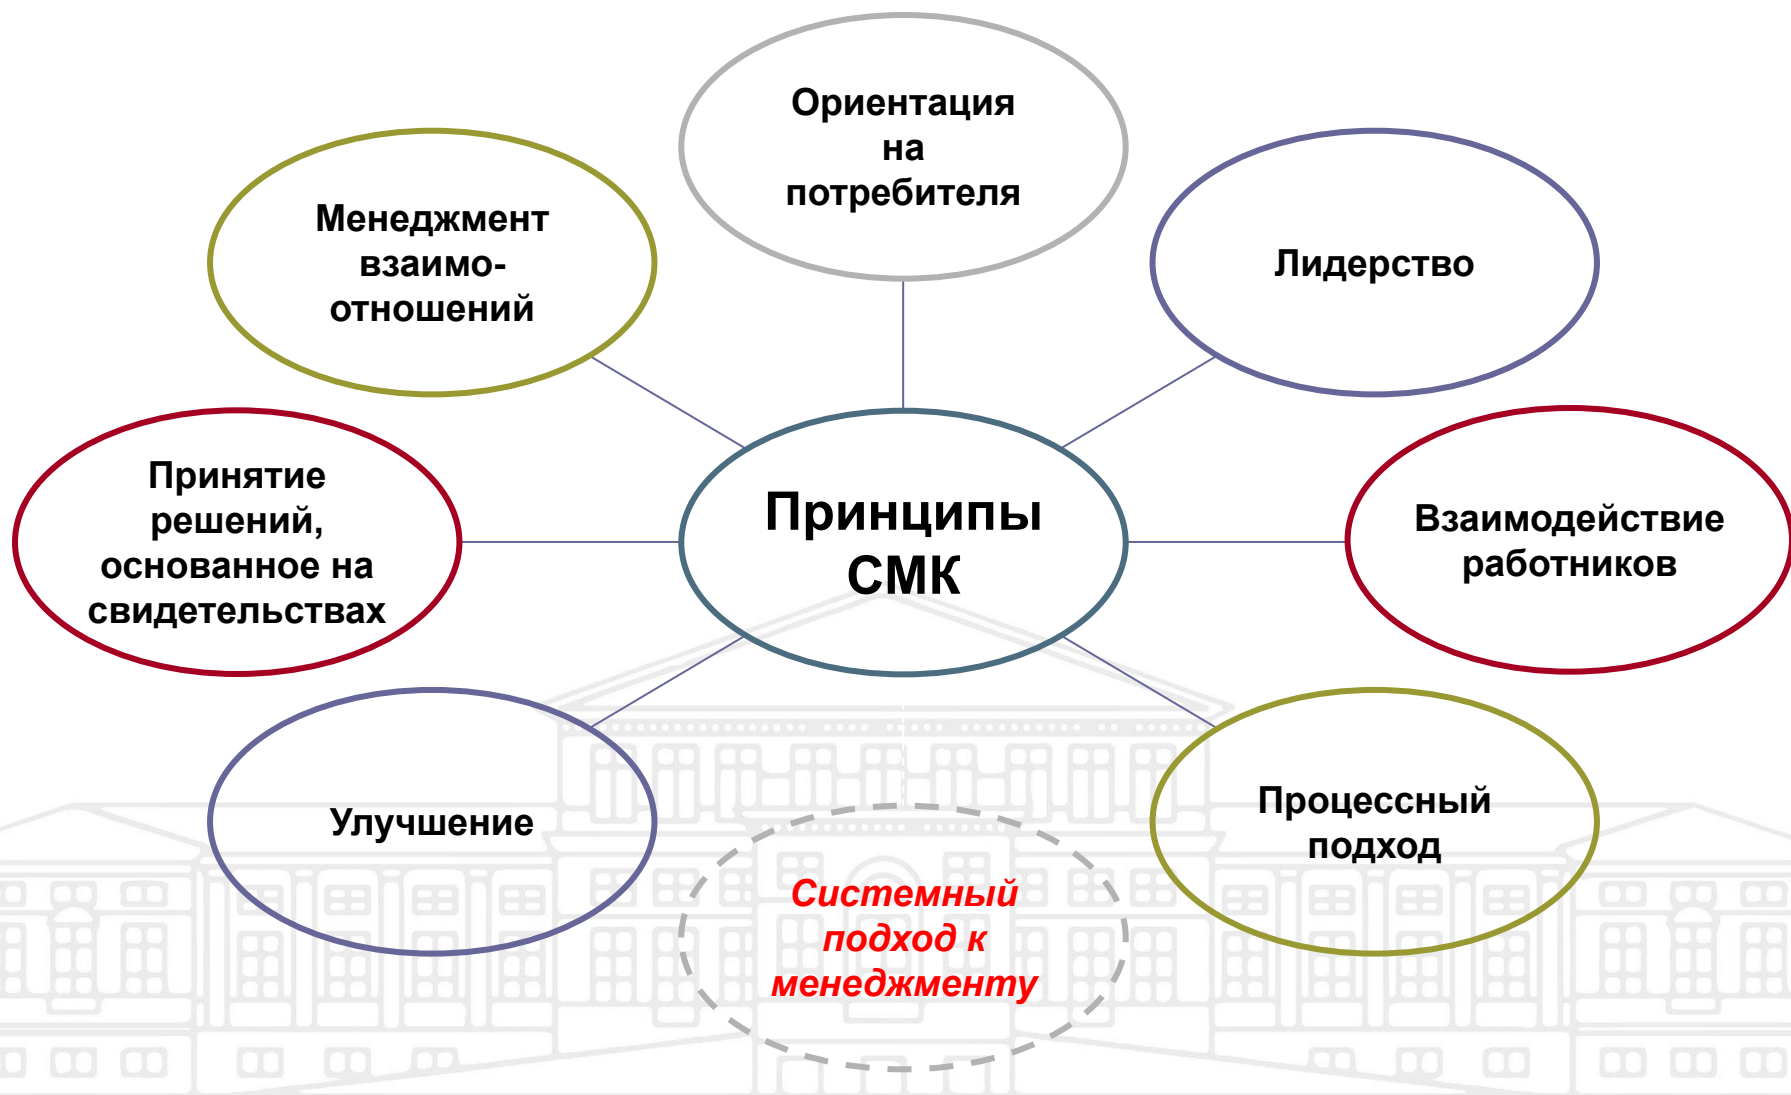 Ориентация
на
потребителя
Менеджмент
взаимо-
отношений
Лидерство
Принятие
решений,
основанное на
свидетельствах
Принципы
СМК
Взаимодействие
работников
Улучшение
Процессный
подход
Системный
подход к
менеджменту